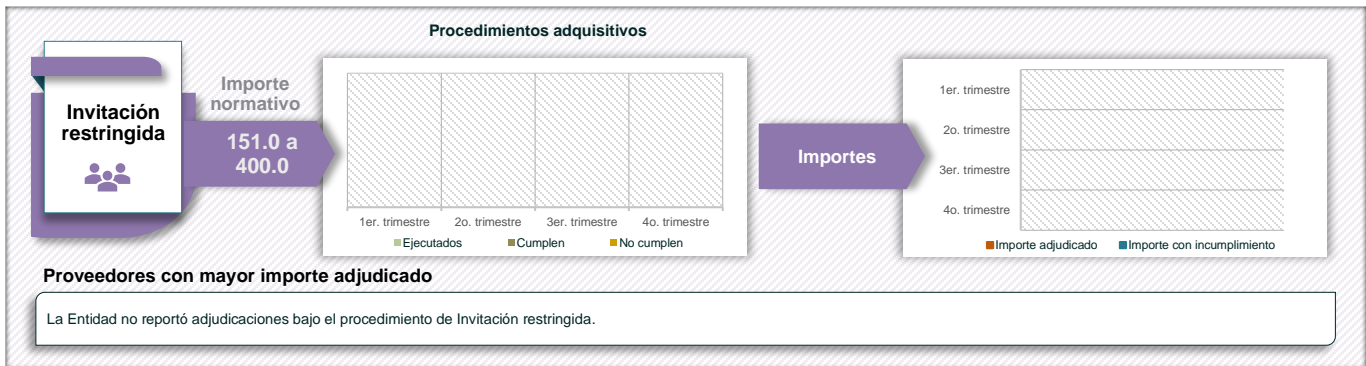 Procedimientos adquisitivos
Invitación
restringida
Importe
normativo
151.0 a
400.0
1er. trimestre 2o. trimestre 3er. trimestre 4o. trimestre
Ejecutados Cumplen No cumplen
Importes
1er. trimestre
2o. trimestre
3er. trimestre
4o. trimestre
Importe adjudicado Importe con incumplimiento
Proveedores con mayor importe adjudicado
La Entidad no reportó adjudicaciones bajo el procedimiento de Invitación restringida.